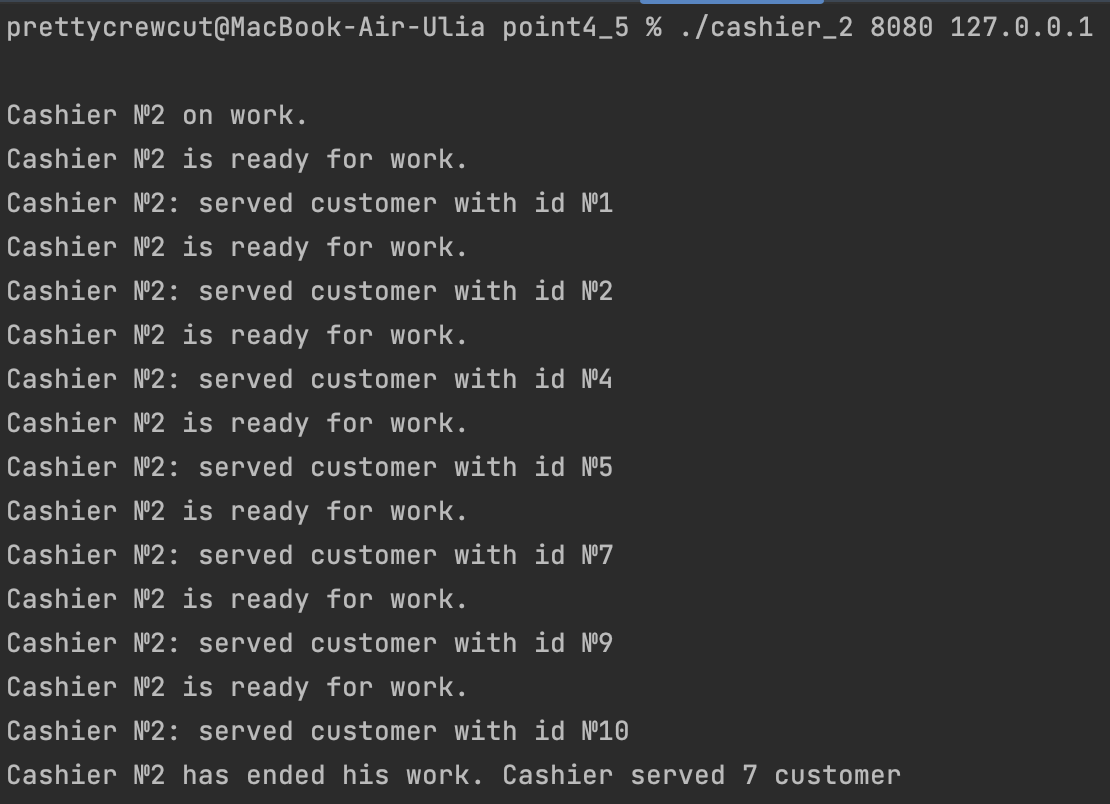 prettycrewcut@MacBook-Air-Ulia point4_5 % ./cashier_2 8080 127.0.0.1
Cashier №2 on work.
Cashier №2 is ready for work.
Cashier №2: served customer with id №1
Cashier №2 is ready for work.
Cashier №2: served customer with id №2
Cashier №2 is ready for work.
Cashier №2: served customer with id №4
Cashier №2 is ready for work.
Cashier №2: served customer with id №5
Cashier №2 is ready for work.
Cashier №2: served customer with id №7
Cashier №2 is ready for work.
Cashier №2: served customer with id №9
Cashier №2 is ready for work.
Cashier №2: served customer with id №10
Cashier №2 has ended his work. Cashier served 7 customer